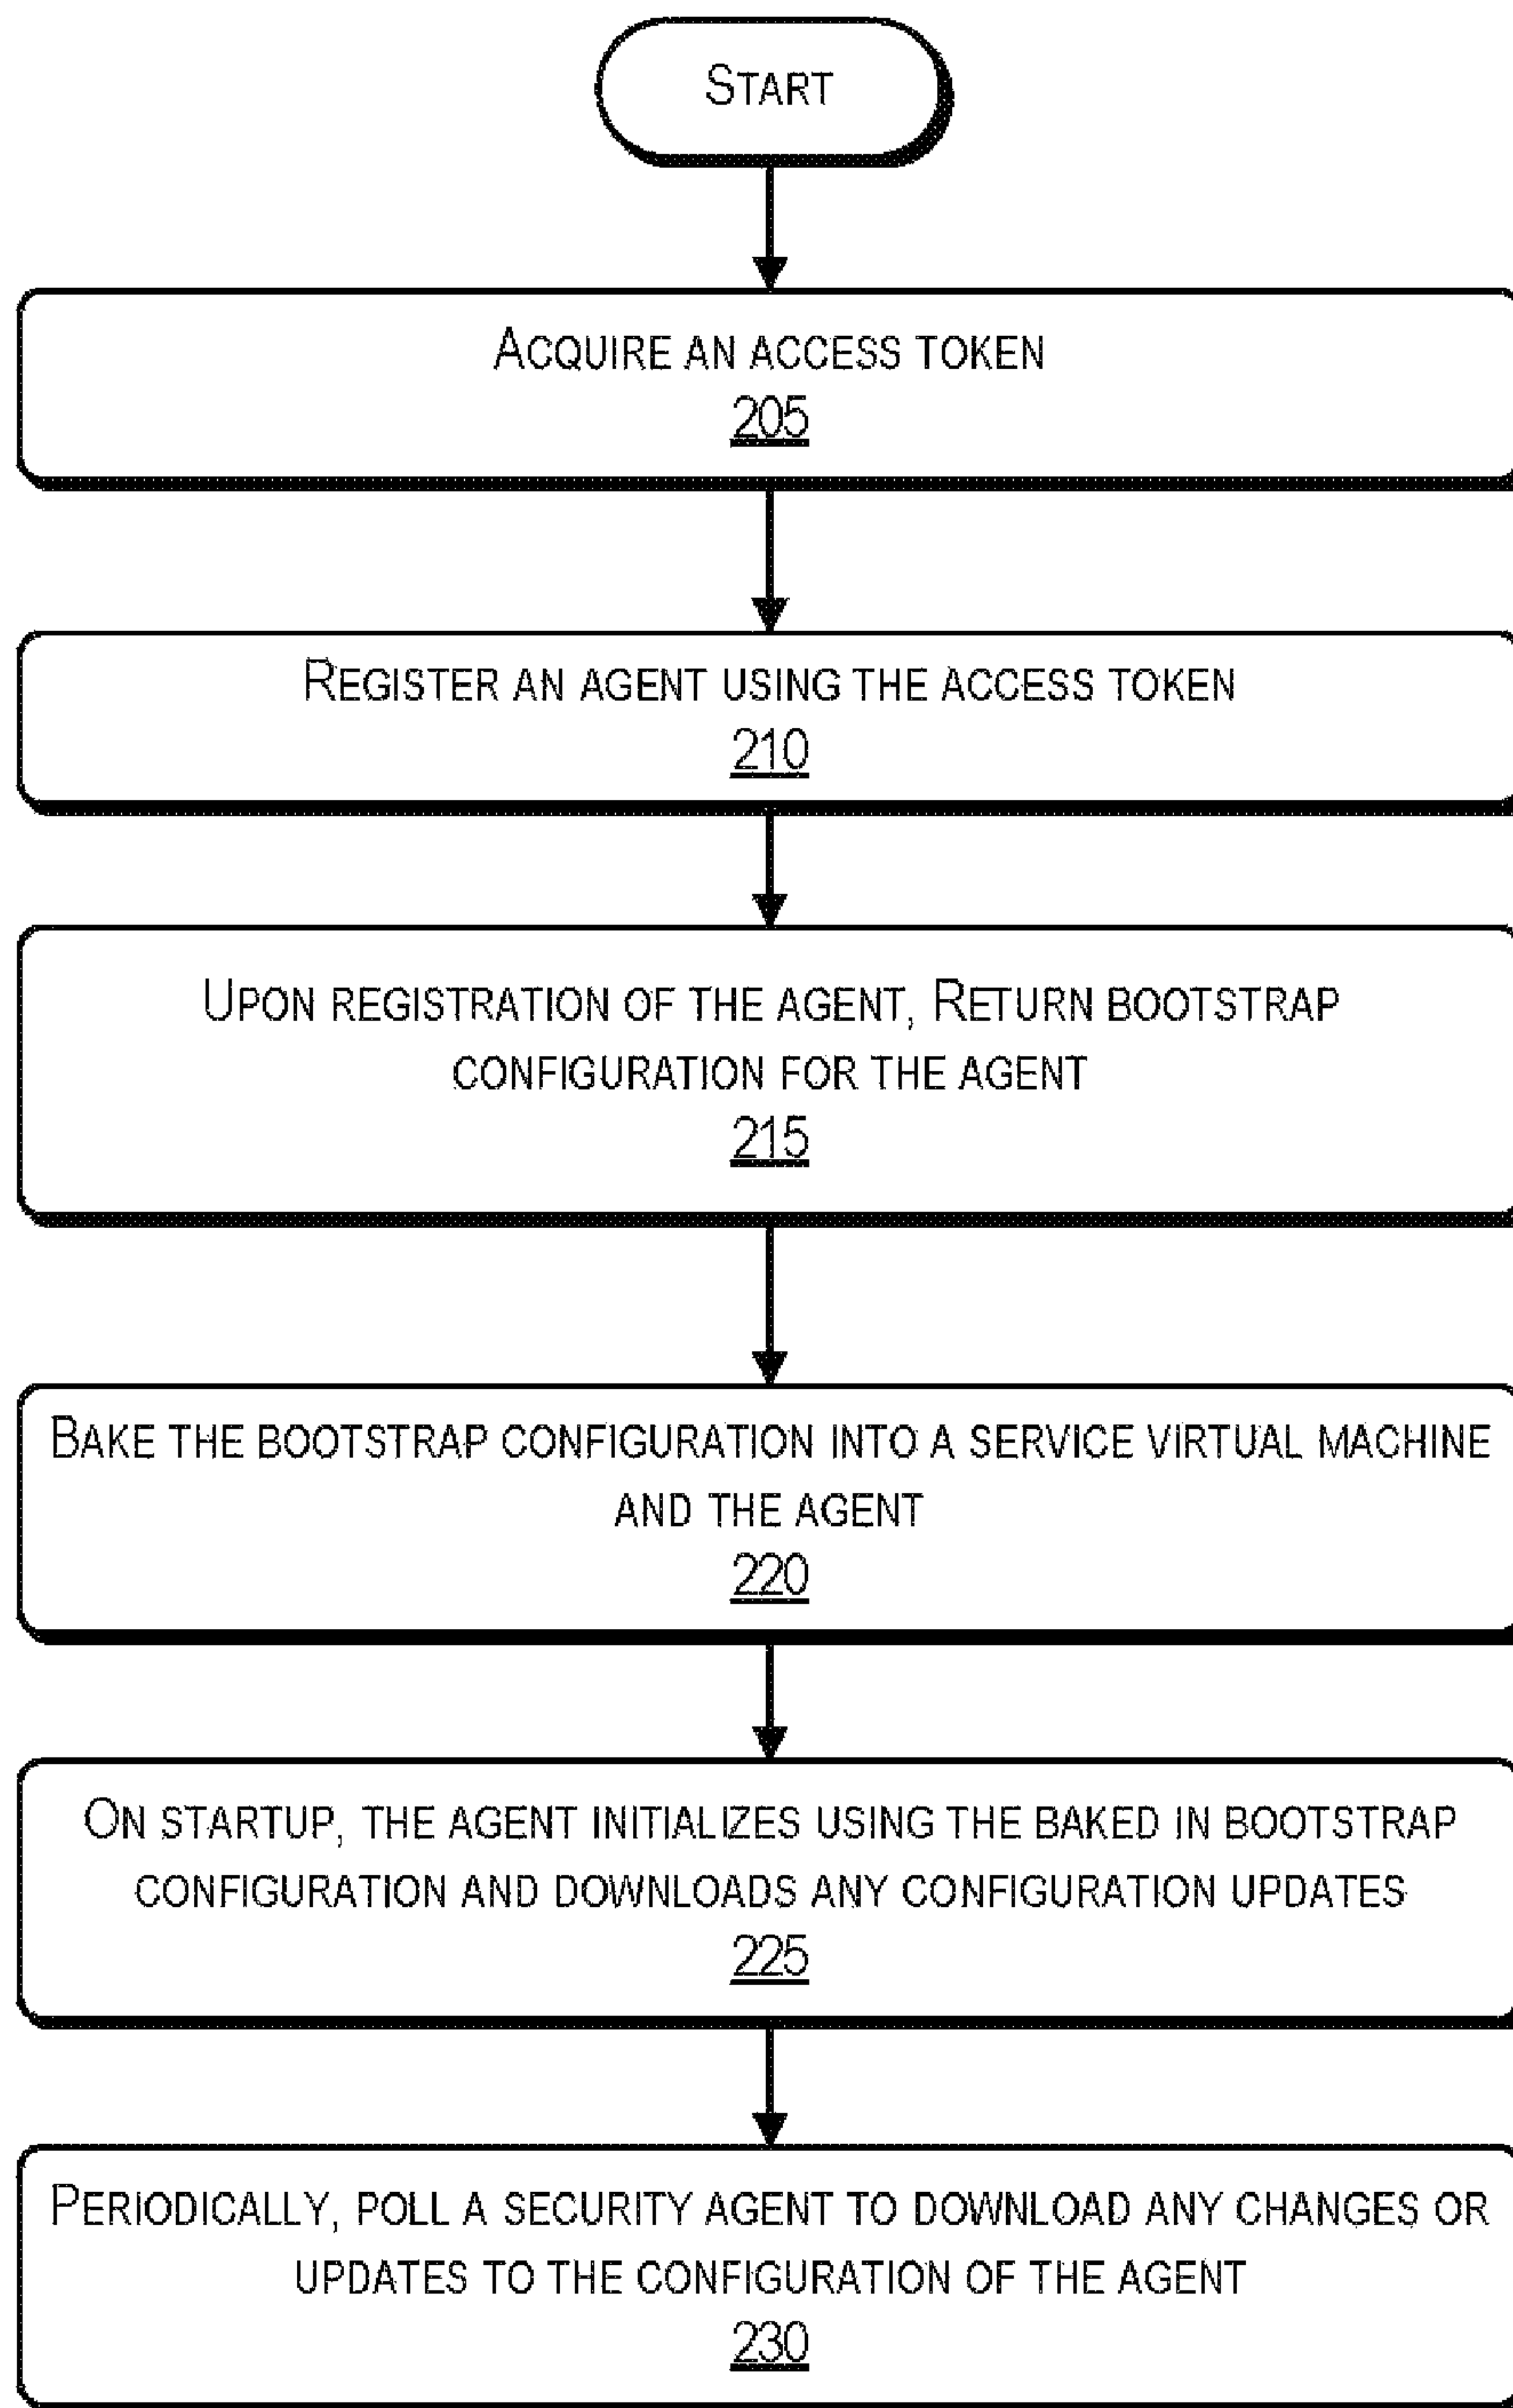 START
ACQUIRE AN ACCESS TOKEN
205
REGISTER AN AGENT USING THE ACCESS TOKEN
210
UPON REGISTRATION OF THE AGENT, RETURN BOOTSTRAP
CONFIGURATION FOR THE AGENT
215
BAKE THE BOOTSTRAP CONFIGURATION INTO A SERVICE VIRTUAL MACHINE
AND THE AGENT
220
ON STARTUP, THE AGENT INITIALIZES USING THE BAKED IN BOOTSTRAP
CONFIGURATION AND DOWNLOADS ANY CONFIGURATION UPDATES
225
PERIODICALLY, POLL A SECURITY AGENT TO DOWNLOAD ANY CHANGES OR
UPDATES TO THE CONFIGURATION OF THE AGENT
230